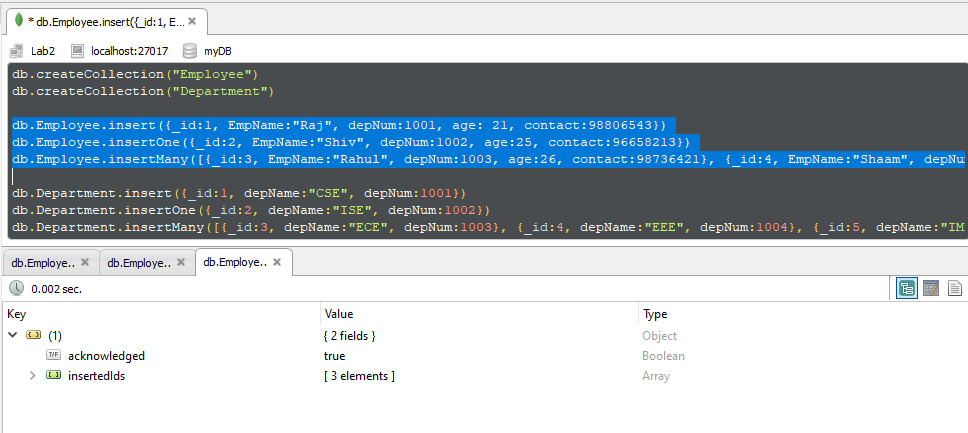 * db.Employee.insert({_id:1, E...
Lab2 localhost:27017 myDB
db.createCollection("Employee")
db.createCollection("Department")
db.Employee.insert({_id:1, EmpName:"Raj", depNum:1001, age: 21, contact:98806543})
db.Employee.insertOne({_id:2, EmpName:"Shiv", depNum:1002, age:25, contact:96658213})
db.Employee.insertMany([{_id:3, EmpName:"Rahul", depNum:1003, age:26, contact:98736421}, {_id:4, EmpName:"Shaam", depNu
db.Department.insert({_id:1, depName:"CSE", depNum:1001})
db.Department.insertOne({_id:2, depName:"ISE", depNum:1002})
db.Department.insertMany([{_id:3, depName:"ECE", depNum:1003}, {_id:4, depName:"EEE", depNum:1004}, {_id:5, depName:"IM
db.Employe.. db.Employe.. db.Employe..
0.002 sec.
Key Value Type
(1) { 2 fields } Object
T/F acknowledged true Boolean
insertedIds [ 3 elements ] Array